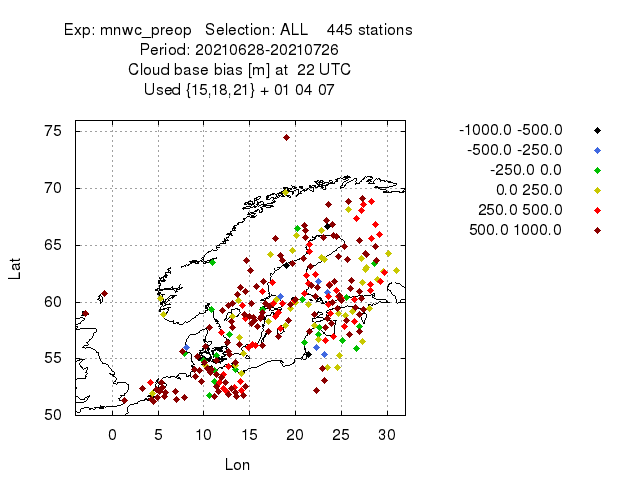 Exp: mnwc_preop Selection: ALL 445 stations
Period: 20210628-20210726
Cloud base bias [m] at 22 UTC
Used {15,18,21} + 01 04 07
75
70
65
60
55
50
Lat
0 5 10 15 20 25 30
Lon
-1000.0 -500.0
-500.0 -250.0
-250.0 0.0
0.0 250.0
250.0 500.0
500.0 1000.0